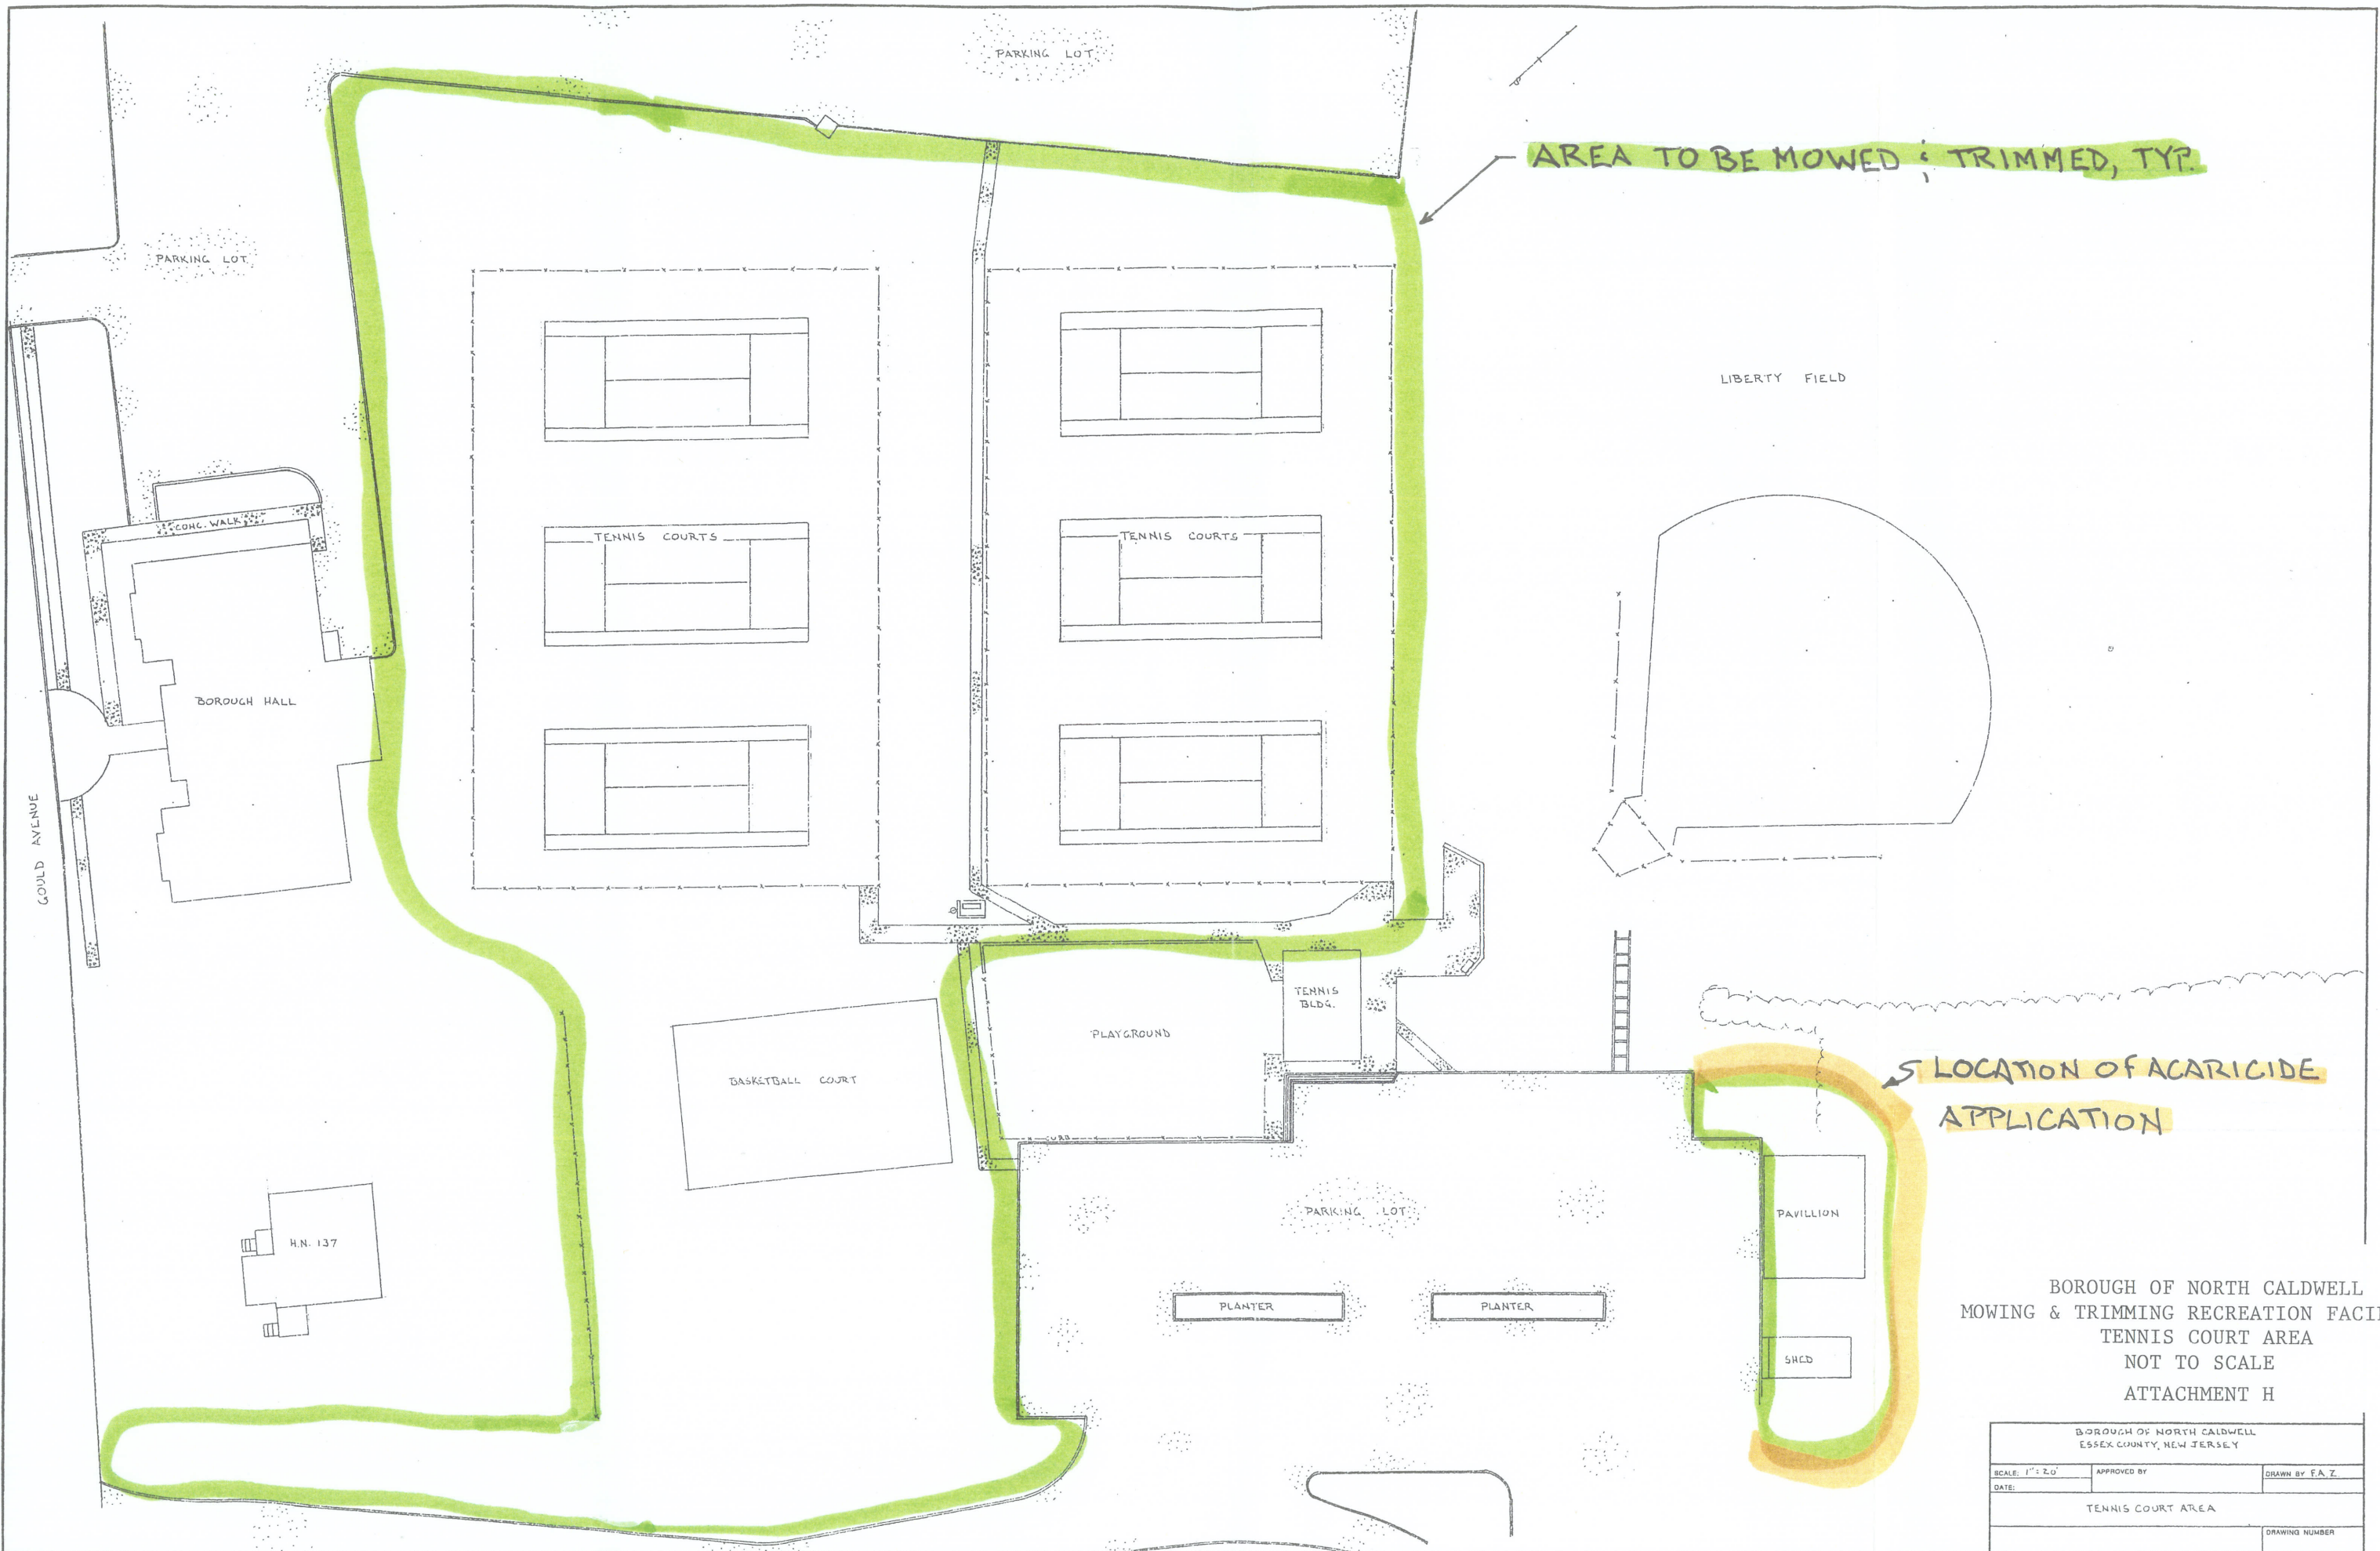 PARKING LOT
AREA TO BE MOWED & TRIMMED, TYP.
PARKING LOT
LIBERTY FIELD
CONC. WALK
TENNIS COURTS
TENNIS COURTS
BOROUGH HALL
GOULD AVENUE
TENNIS
BLDG.
PLAYGROUND
BASKETBALL COURT
LOCATION OF ACARICIDE
APPLICATION
CURB
PARKING LOT
PAVILLION
H.N. 137
PLANTER
PLANTER
SHED
BOROUGH OF NORTH CALDWELL
MOWING & TRIMMING RECREATION FACI
TENNIS COURT AREA
NOT TO SCALE
ATTACHMENT H
BOROUGH OF NORTH CALDWELL
ESSEX COUNTY, NEW JERSEY
SCALE: 1" = 20'
APPROVED BY
DRAWN BY F.A.Z.
DATE:
TENNIS COURT AREA
DRAWING NUMBER